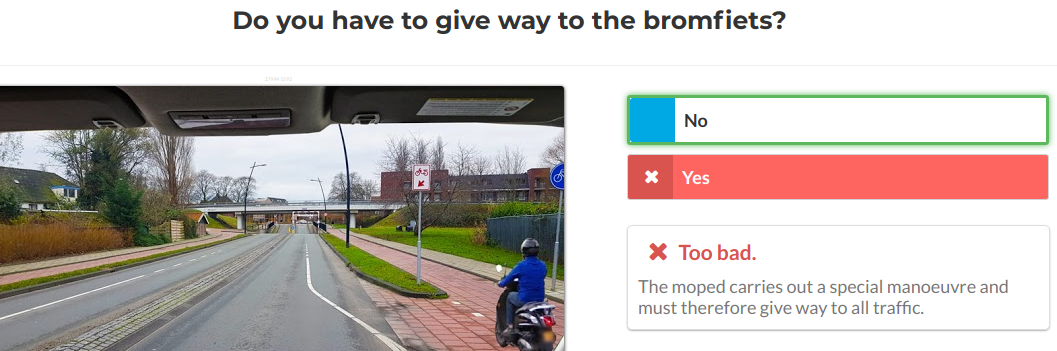 Do you have to give way to the bromfiets?
No
Yes
Too bad.
The moped carries out a special manoeuvre and
must therefore give way to all traffic.